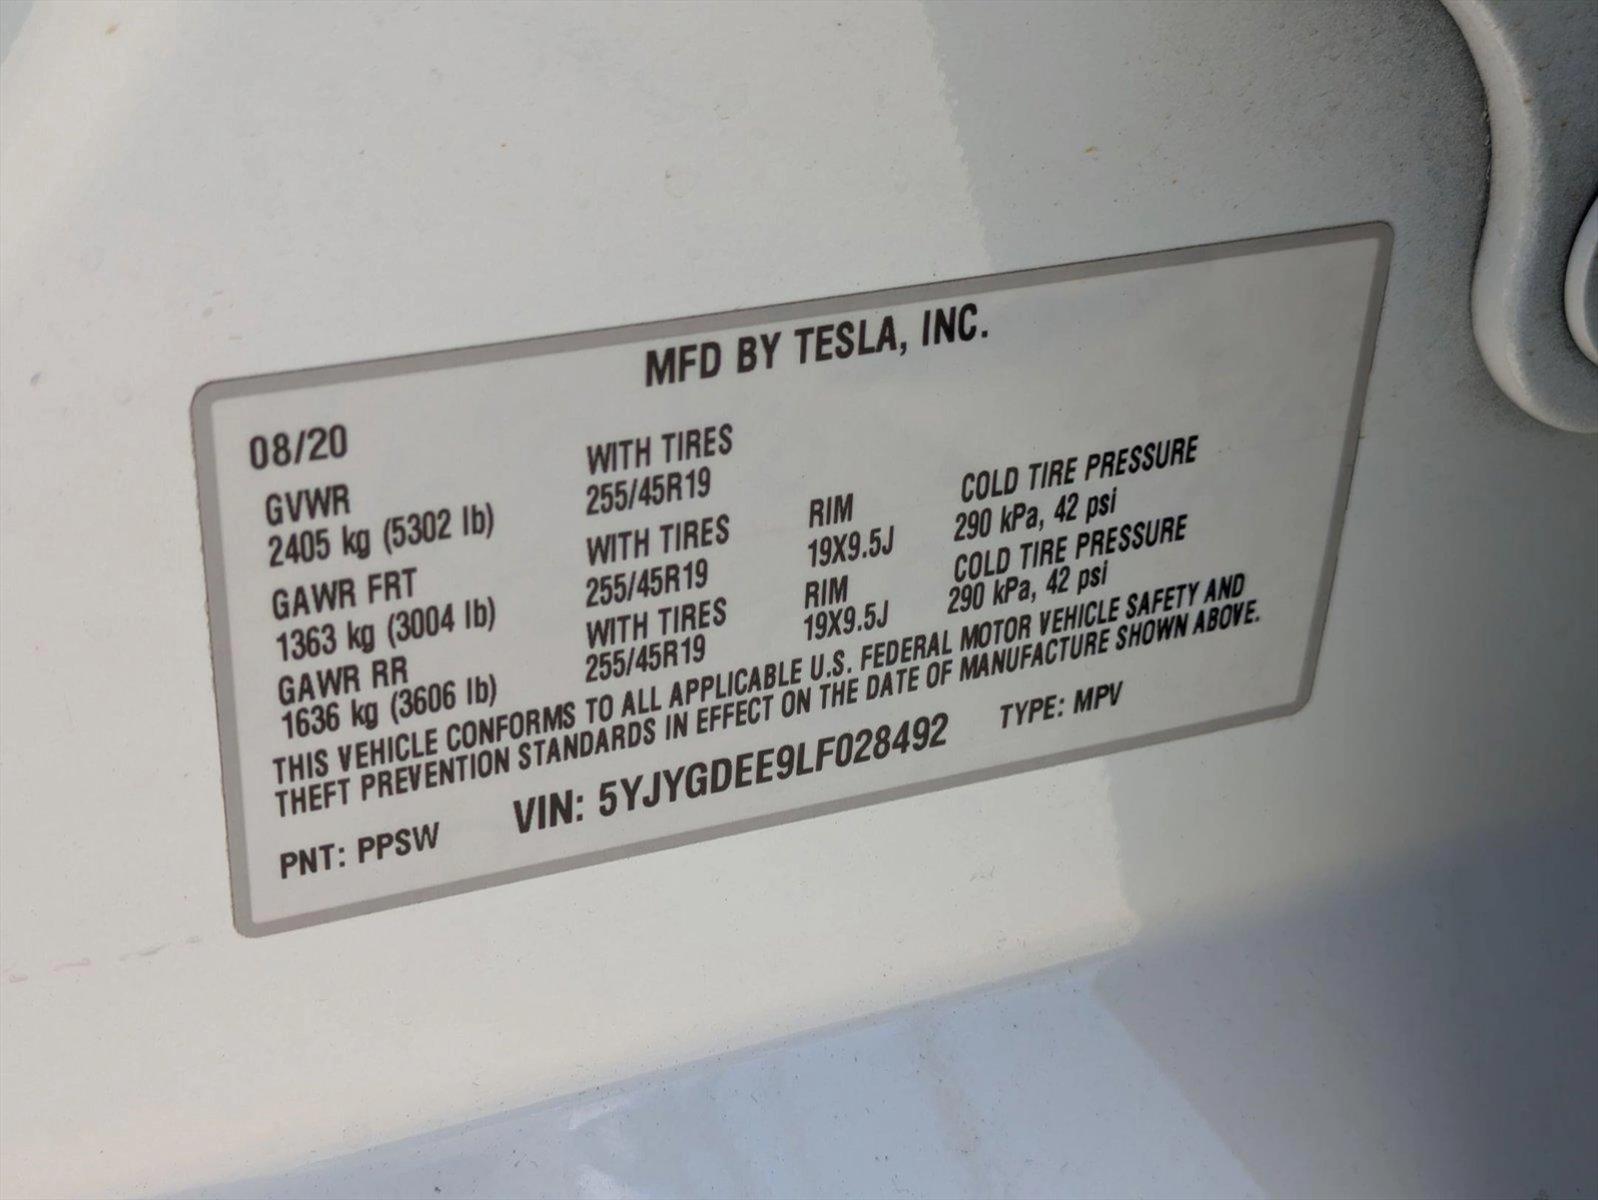 MFD BY TESLA, INC.
08/20
GVWR WITH TIRES
2405 kg (5302 lb) 255/45R19
GAWR FRT WITH TIRES RIM COLD TIRE PRESSURE
1363 kg (3004 lb) 255/45R19 19X9.5J 290 kPa, 42 psi
GAWR RR WITH TIRES RIM COLD TIRE PRESSURE
1636 kg (3606 lb) 255/45R19 19X9.5J 290 kPa, 42 psi
THIS VEHICLE CONFORMS TO ALL APPLICABLE U.S. FEDERAL MOTOR VEHICLE SAFETY AND
THEFT PREVENTION STANDARDS IN EFFECT ON THE DATE OF MANUFACTURE SHOWN ABOVE.
PNT: PPSW VIN: 5YJYGDEE9LF028492 TYPE: MPV